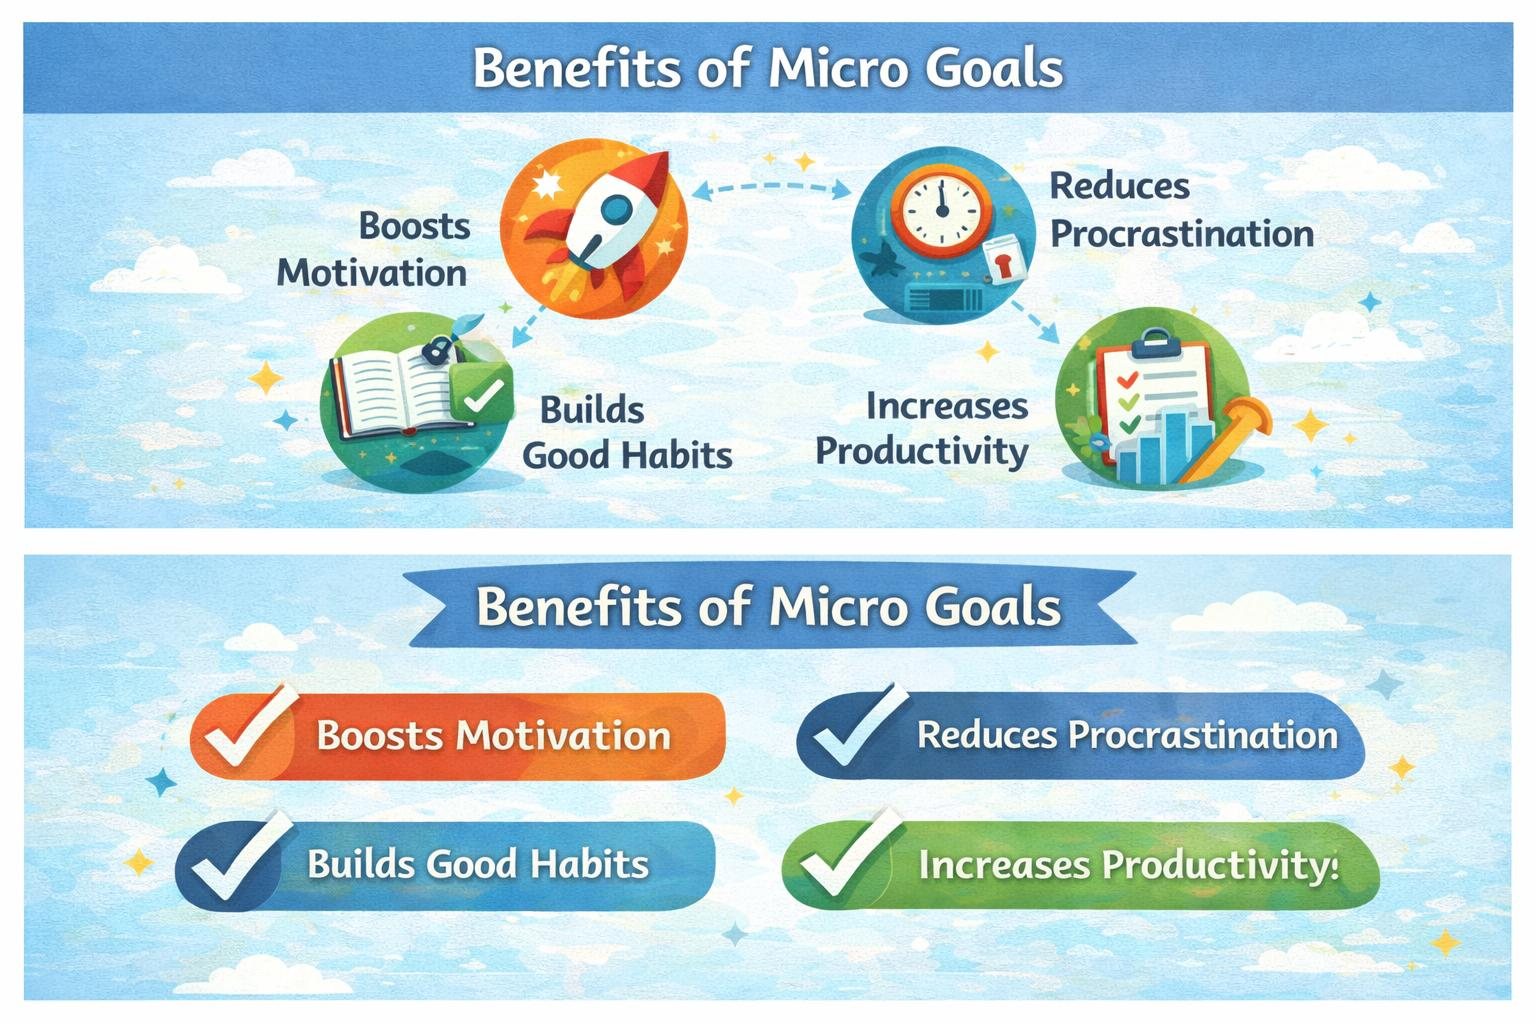 Benefits of Micro Goals
Boosts
Motivation
Reduces
Procrastination
Builds
Good Habits
Increases
Productivity
Benefits of Micro Goals
Boosts Motivation
Reduces Procrastination
Builds Good Habits
Increases Productivity!